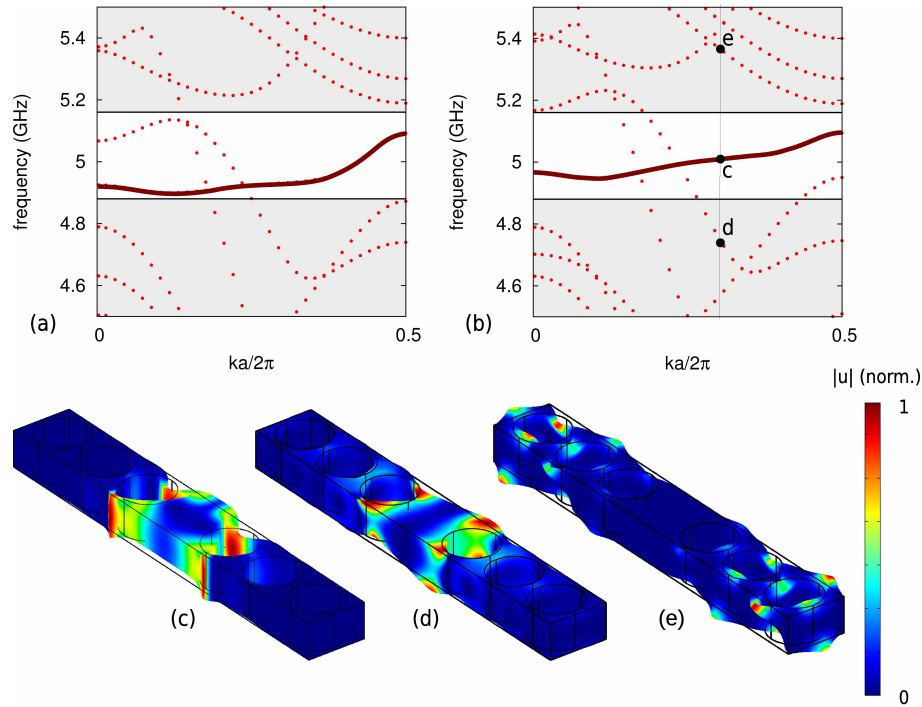 5.4
5.2
5
4.8
4.6
frequency (GHz)
0
0.5
ka/2π
(a)
5.4
5.2
5
4.8
4.6
frequency (GHz)
0
0.5
ka/2π
(b)
e
c
d
|u| (norm.)
1
0
(c)
(d)
(e)